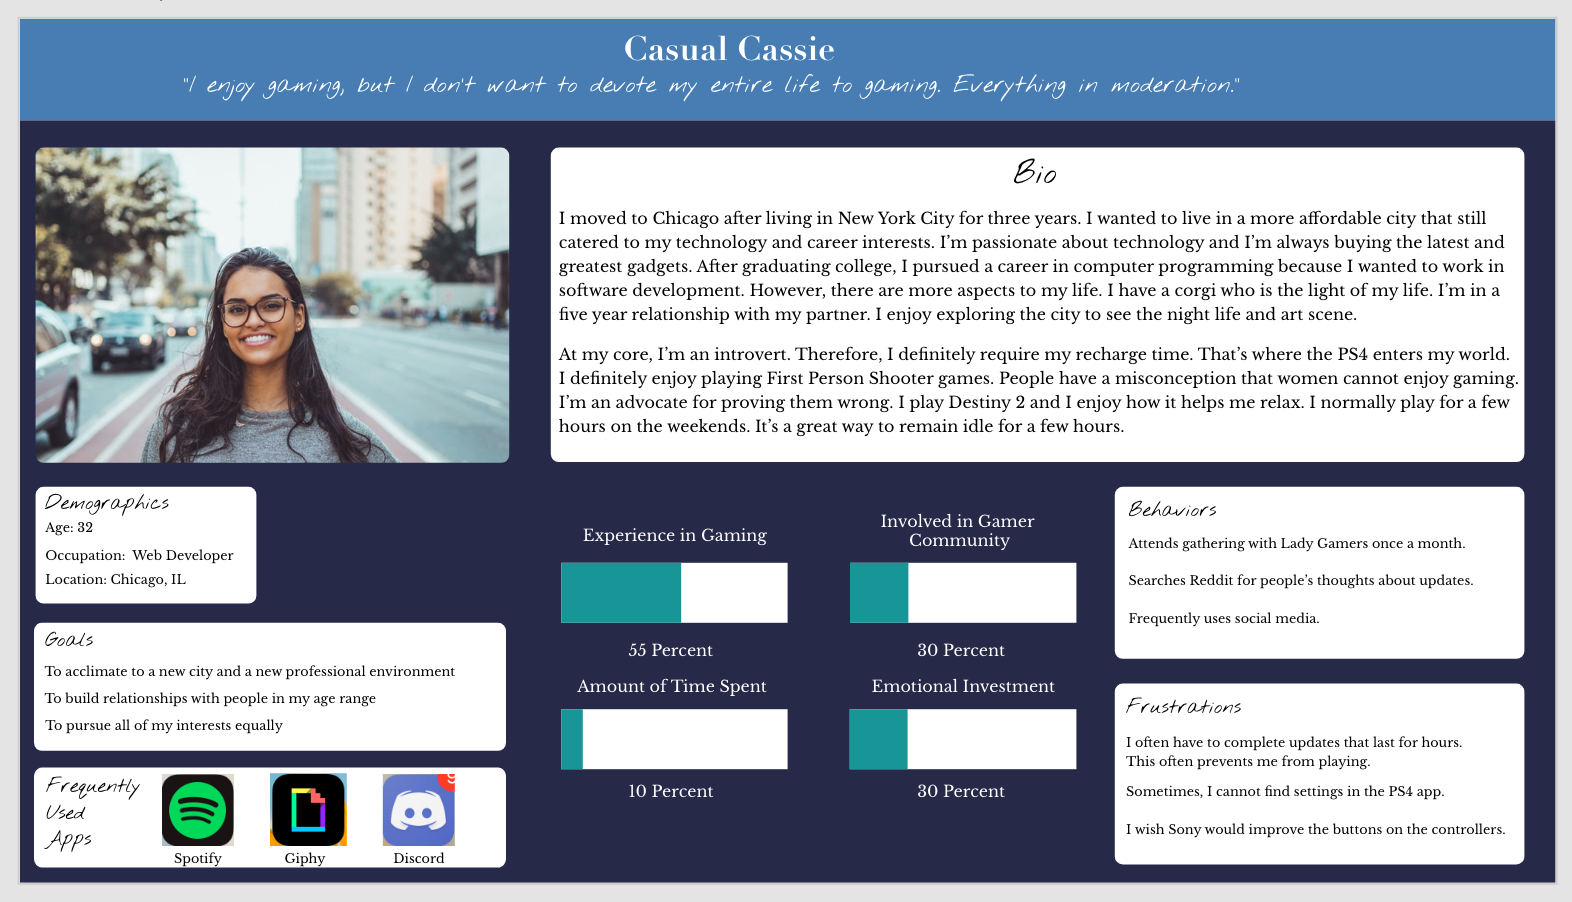 Casual Cassie
"I enjoy gaming, but I don't want to devote my entire life to gaming. Everything in moderation."
Bio
I moved to Chicago after living in New York City for three years. I wanted to live in a more affordable city that still
catered to my technology and career interests. I’m passionate about technology and I’m always buying the latest and
greatest gadgets. After graduating college, I pursued a career in computer programming because I wanted to work in
software development. However, there are more aspects to my life. I have a corgi who is the light of my life. I’m in a
five year relationship with my partner. I enjoy exploring the city to see the night life and art scene.
At my core, I’m an introvert. Therefore, I definitely require my recharge time. That’s where the PS4 enters my world.
I definitely enjoy playing First Person Shooter games. People have a misconception that women cannot enjoy gaming.
I’m an advocate for proving them wrong. I play Destiny 2 and I enjoy how it helps me relax. I normally play for a few
hours on the weekends. It’s a great way to remain idle for a few hours.
Demographics
Age: 32
Occupation: Web Developer
Location: Chicago, IL
Goals
To acclimate to a new city and a new professional environment
To build relationships with people in my age range
To pursue all of my interests equally
Frequently
Used
Apps
Spotify
Giphy
Discord
Experience in Gaming
55 Percent
Involved in Gamer
Community
30 Percent
Amount of Time Spent
10 Percent
Emotional Investment
30 Percent
Behaviors
Attends gathering with Lady Gamers once a month.
Searches Reddit for people’s thoughts about updates.
Frequently uses social media.
Frustrations
I often have to complete updates that last for hours.
This often prevents me from playing.
Sometimes, I cannot find settings in the PS4 app.
I wish Sony would improve the buttons on the controllers.